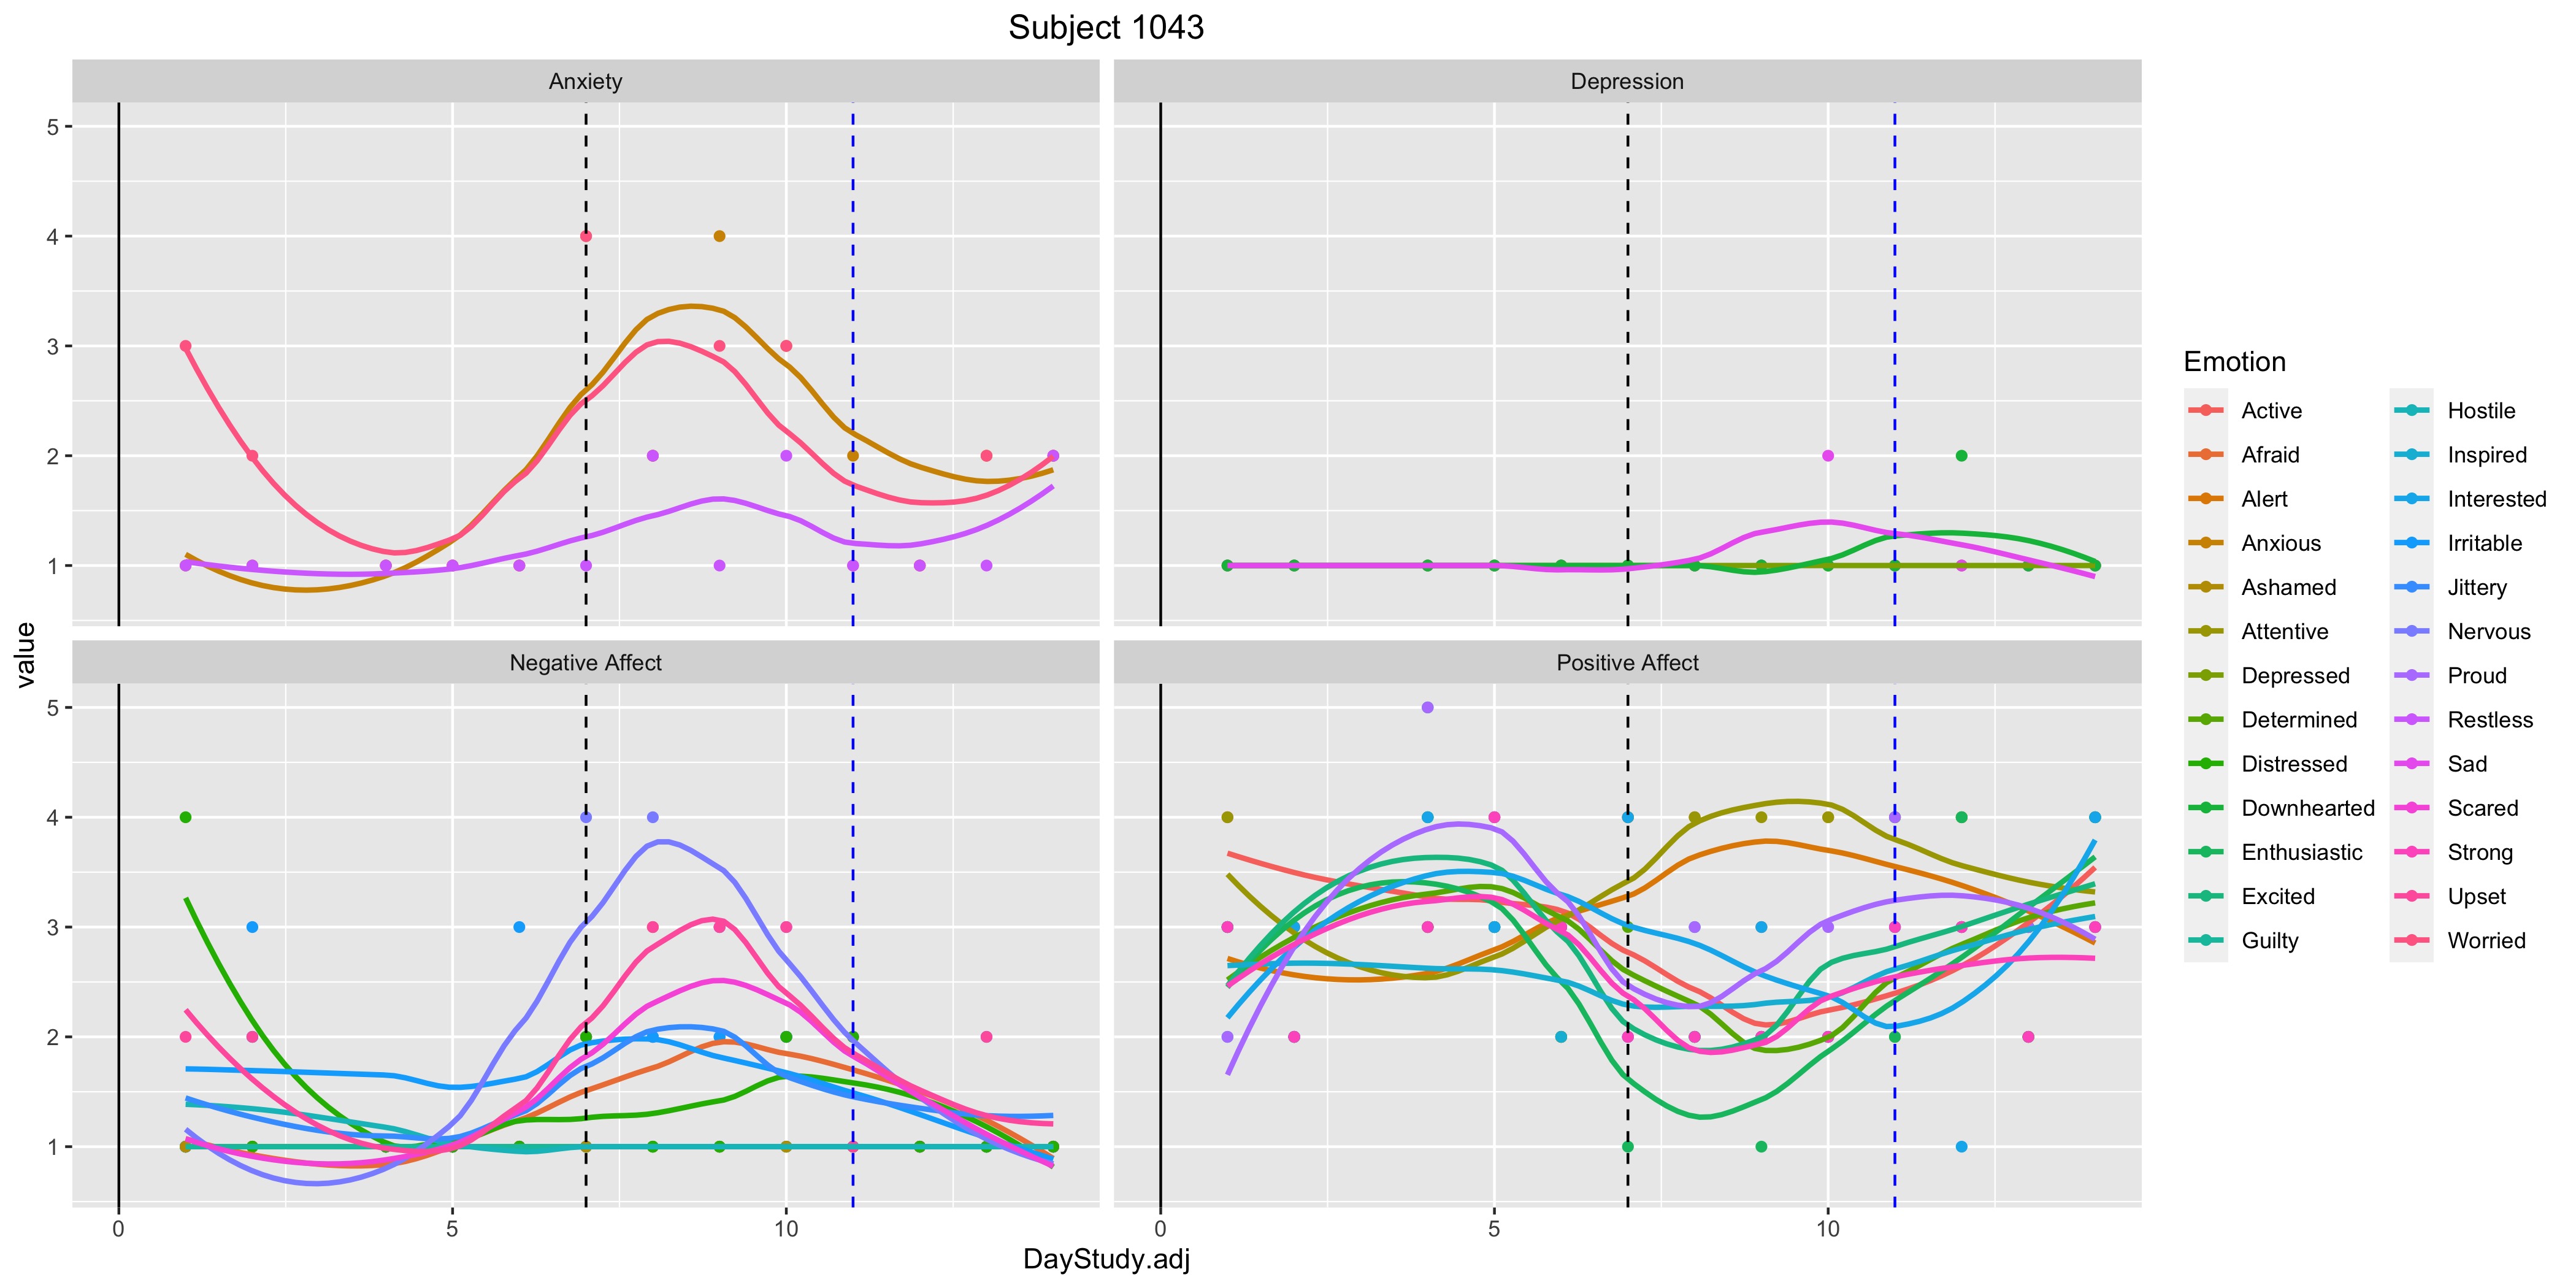 Subject 1043
Anxiety
Depression
5
4
3
2
1
Negative Affect
Positive Affect
5
4
3
2
1
0
5
10
0
5
10
value
DayStudy.adj
Emotion
Active
Afraid
Alert
Anxious
Ashamed
Attentive
Depressed
Determined
Distressed
Downhearted
Enthusiastic
Excited
Guilty
Hostile
Inspired
Interested
Irritable
Jittery
Nervous
Proud
Restless
Sad
Scared
Strong
Upset
Worried